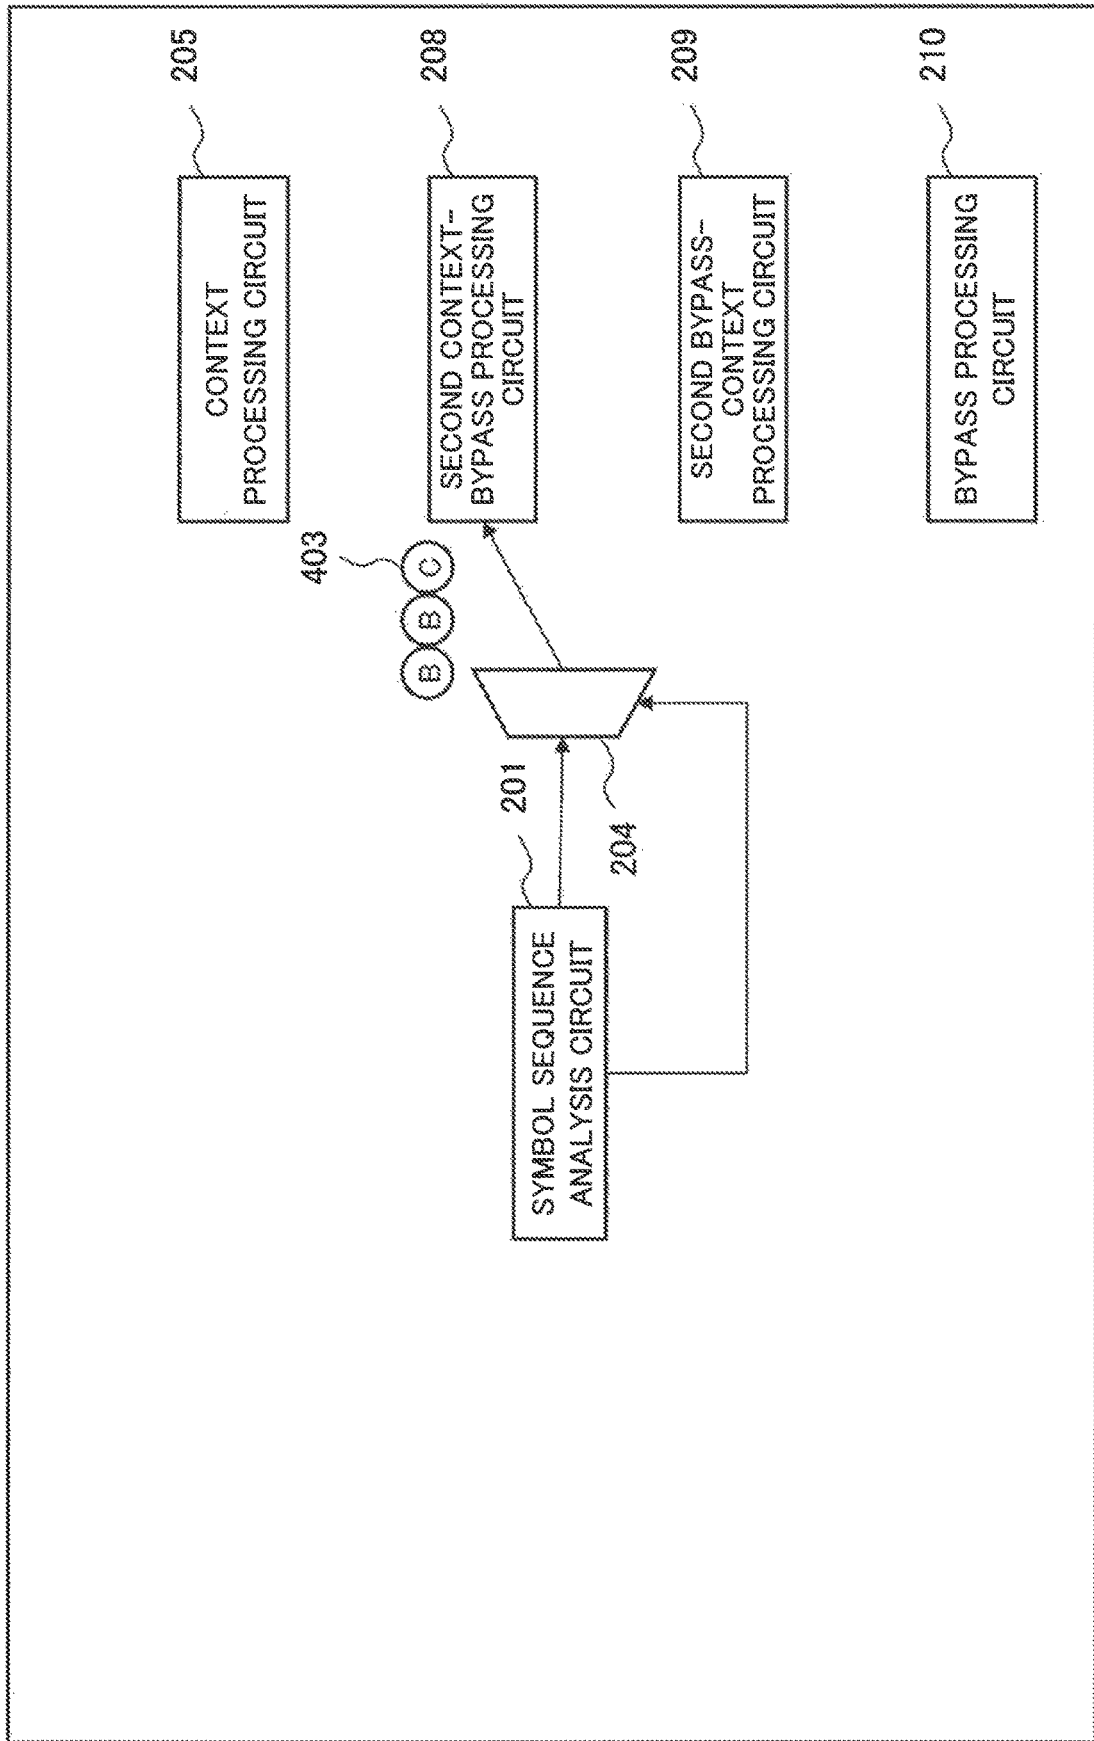 SYMBOL SEQUENCE
ANALYSIS CIRCUIT
201
204
B B C
403
CONTEXT
PROCESSING CIRCUIT
205
SECOND CONTEXT-
BYPASS PROCESSING
CIRCUIT
208
SECOND BYPASS-
CONTEXT
PROCESSING CIRCUIT
209
BYPASS PROCESSING
CIRCUIT
210